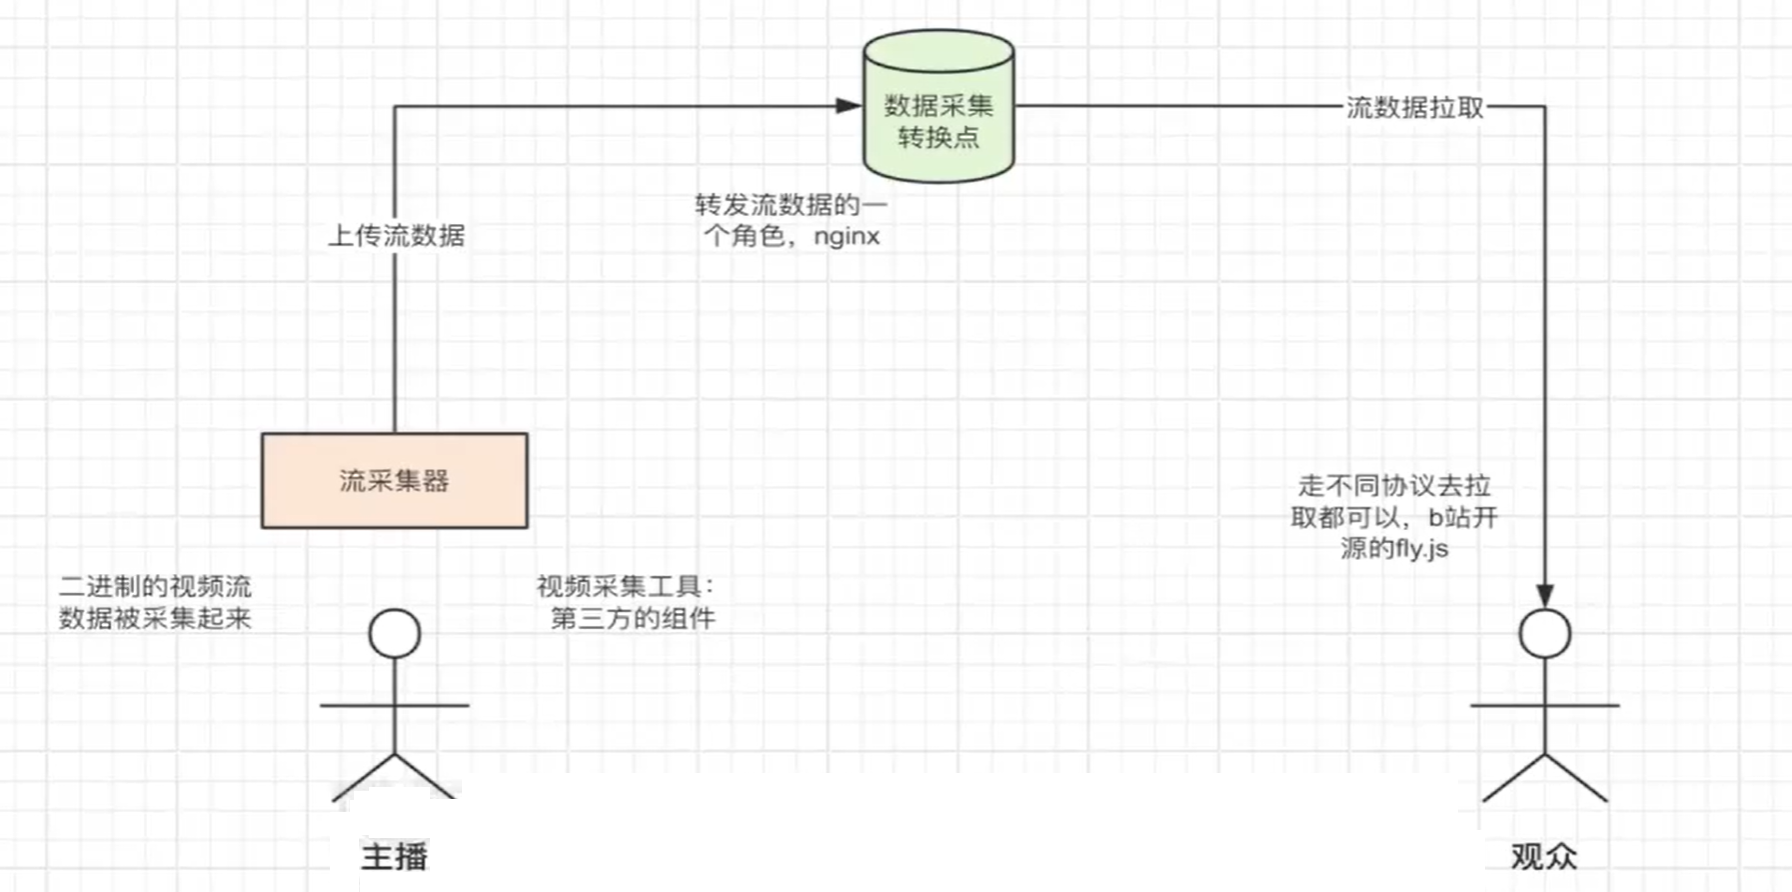 数据采集
转换点
流数据拉取
转发流数据的一
个角色，nginx
上传流数据
流采集器
走不同协议去拉
取都可以，b站开
源的fly.js
二进制的视频流
数据被采集起来
视频采集工具：
第三方的组件
主播
观众